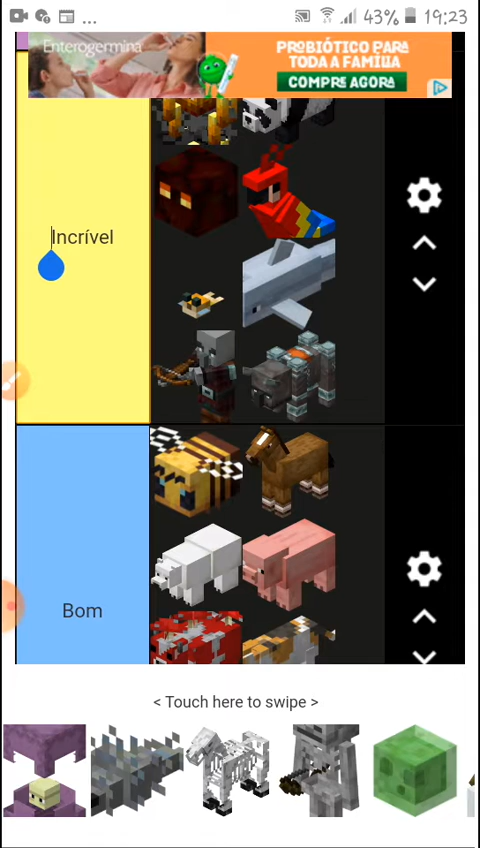 ... 43% 19:23
Enterogermina
PROBIÓTICO PARA
TODA A FAMÍLIA
COMPRE AGORA
Incrível
Bom
< Touch here to swipe >